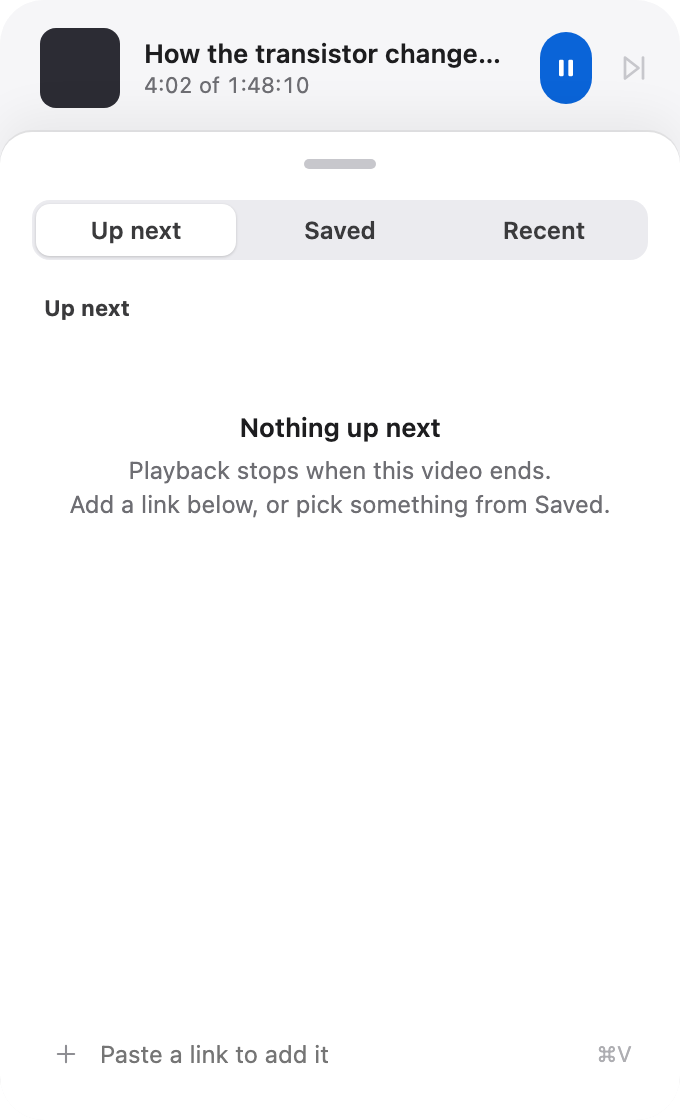 How the transistor change...
4:02 of 1:48:10
Up next
Saved
Recent
Up next
Nothing up next
Playback stops when this video ends.
Add a link below, or pick something from Saved.
Paste a link to add it
⌘V